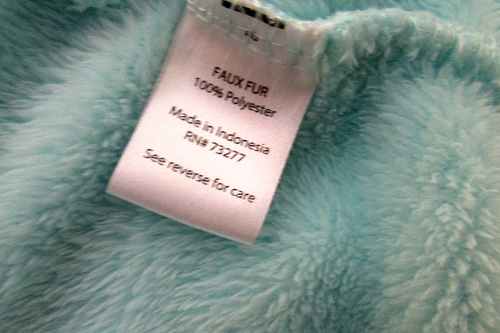 FAUX FUR
100% Polyester
Made in Indonesia
RN# 73277
See reverse for care